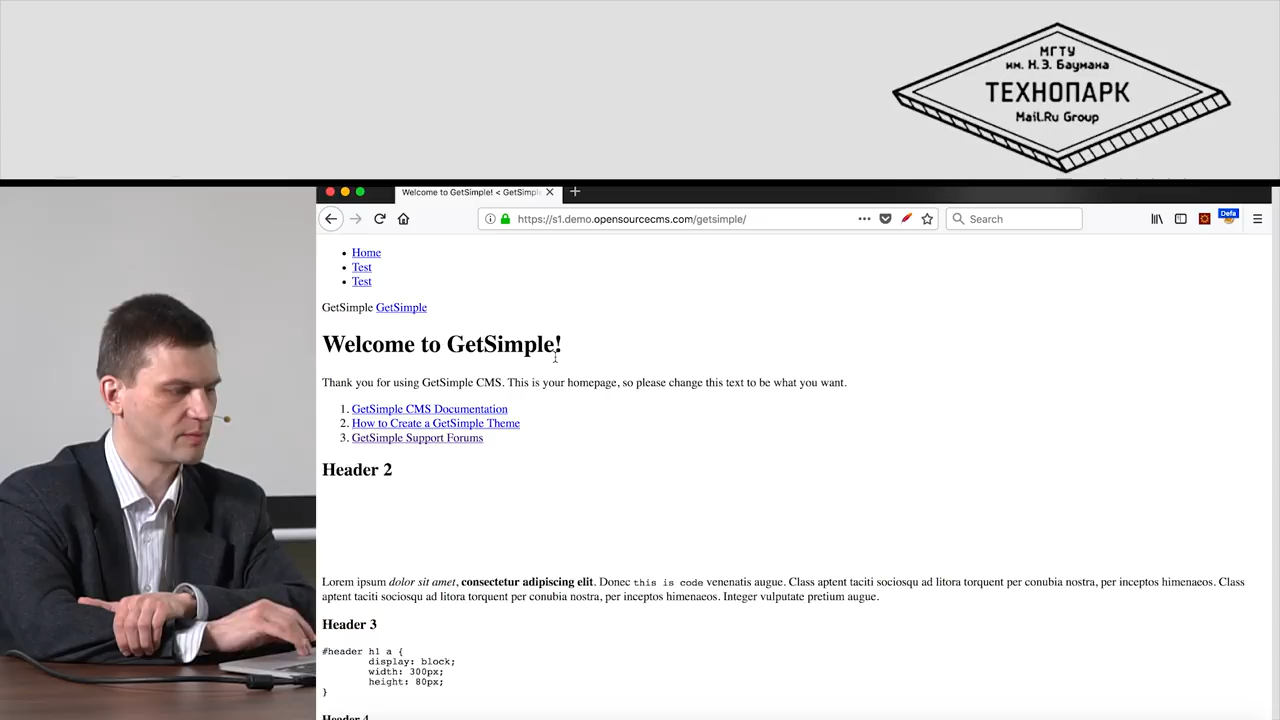 МГТУ
им. Н.Э. Баумана
ТЕХНОПАРК
Mail.Ru Group
Welcome to GetSimple! < GetSimple
https://s1.demo.opensourcecms.com/getsimple/
Search
Defa
Home
Test
Test
GetSimple GetSimple
Welcome to GetSimple!
Thank you for using GetSimple CMS. This is your homepage, so please change this text to be what you want.
1. GetSimple CMS Documentation
2. How to Create a GetSimple Theme
3. GetSimple Support Forums
Header 2
Lorem ipsum dolor sit amet, consectetur adipiscing elit. Donec this is code venenatis augue. Class aptent taciti sociosqu ad litora torquent per conubia nostra, per inceptos himenaeos. Class
aptent taciti sociosqu ad litora torquent per conubia nostra, per inceptos himenaeos. Integer vulputate pretium augue.
Header 3
#header h1 a {
display: block;
width: 300px;
height: 80px;
}
Header 4